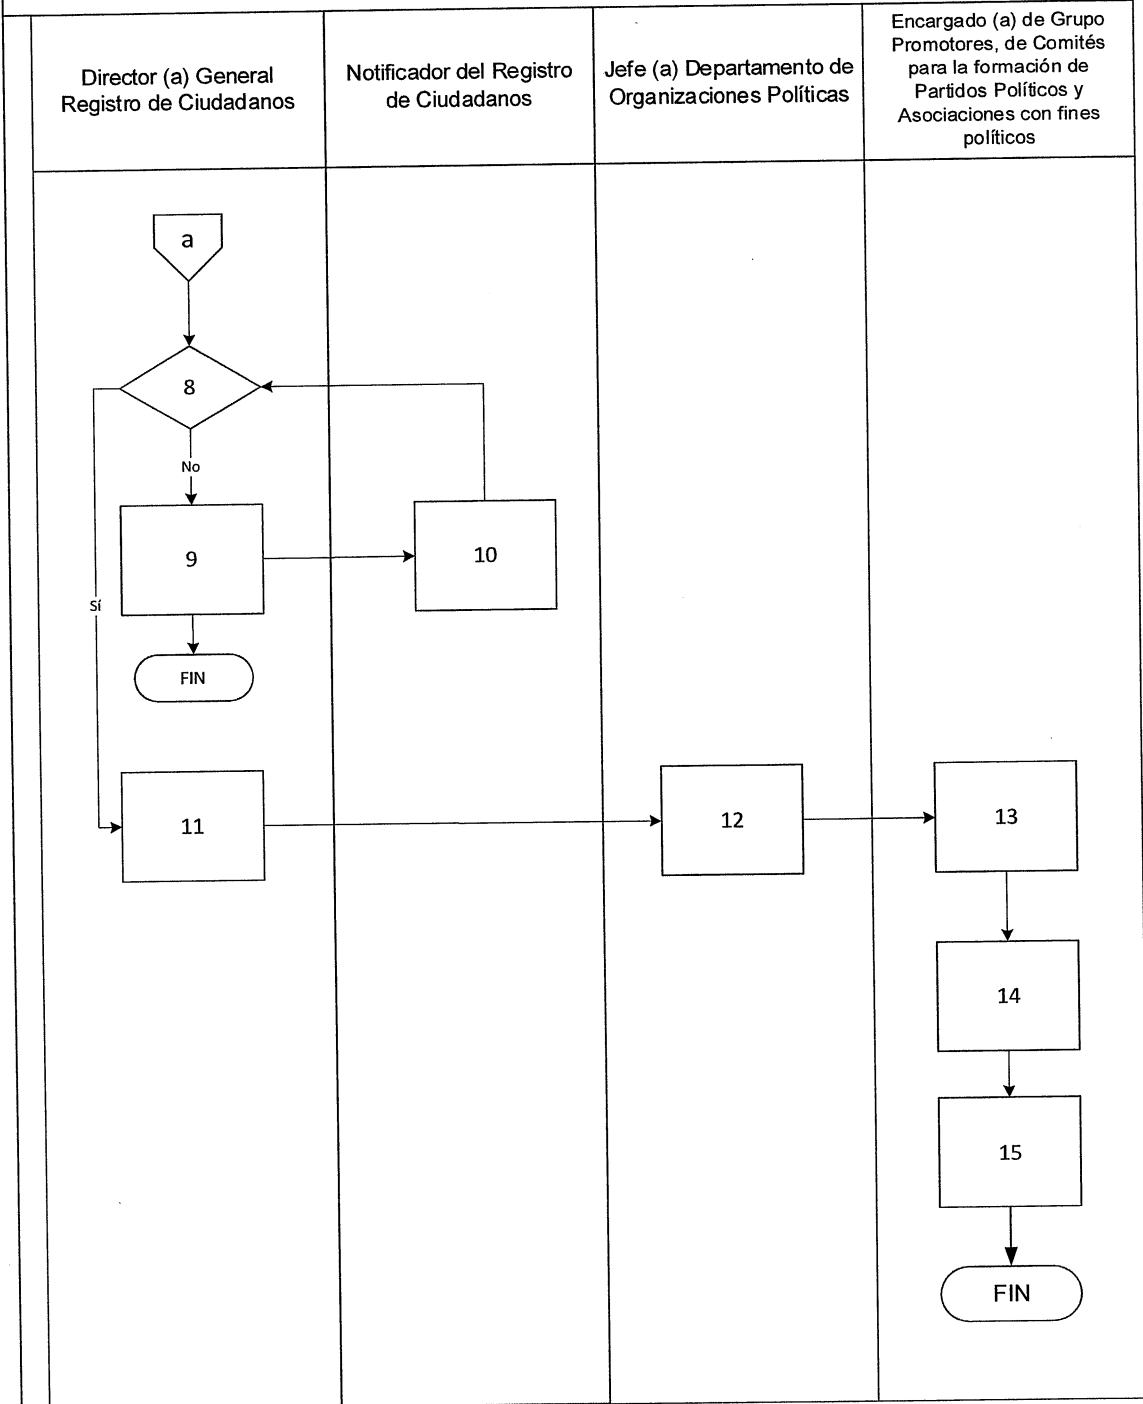 Director (a) General
Registro de Ciudadanos
Notificador del Registro
de Ciudadanos
Jefe (a) Departamento de
Organizaciones Políticas
Encargado (a) de Grupo
Promotores, de Comités
para la formación de
Partidos Políticos y
Asociaciones con fines
políticos
a
8
No
9
10
Sí
FIN
11
12
13
14
15
FIN